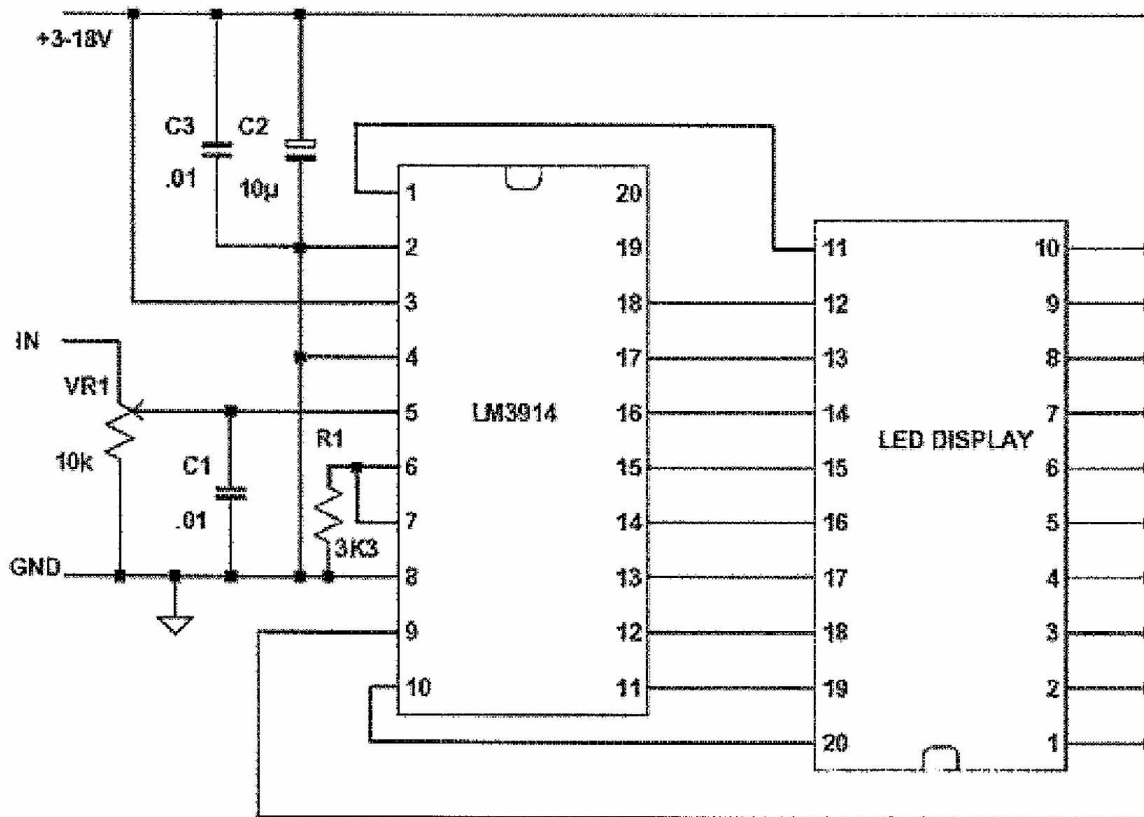 +3-18V
C3 C2
.01 10µ
1 20
2 19
3 18
4 17
5 16
6 15
7 14
8 13
9 12
10 11
LM3914
IN
VR1
10k
C1
.01
R1
3K3
GND
11 10
12 9
13 8
14 7
15 6
16 5
17 4
18 3
19 2
20 1
LED DISPLAY